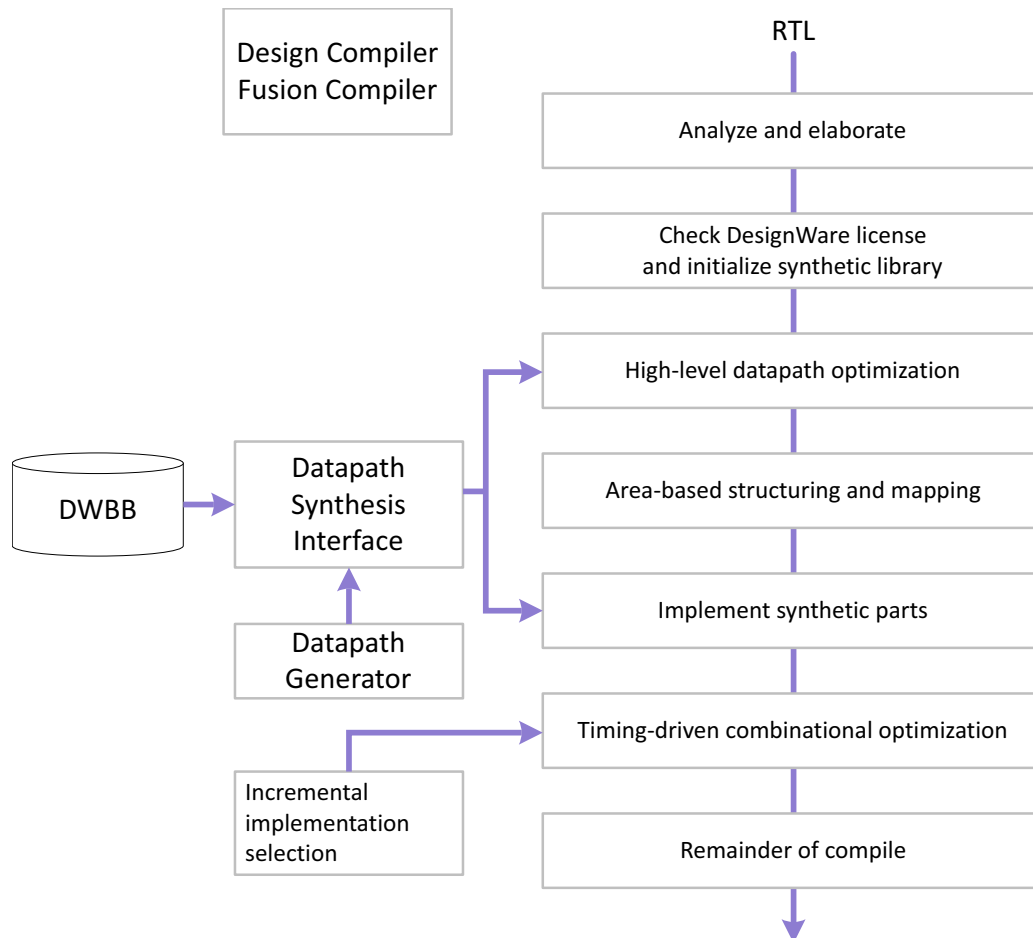 Design Compiler
Fusion Compiler
RTL
Analyze and elaborate
Check DesignWare license
and initialize synthetic library
High-level datapath optimization
DWBB
Datapath
Synthesis
Interface
Area-based structuring and mapping
Datapath
Generator
Implement synthetic parts
Timing-driven combinational optimization
Incremental
implementation
selection
Remainder of compile